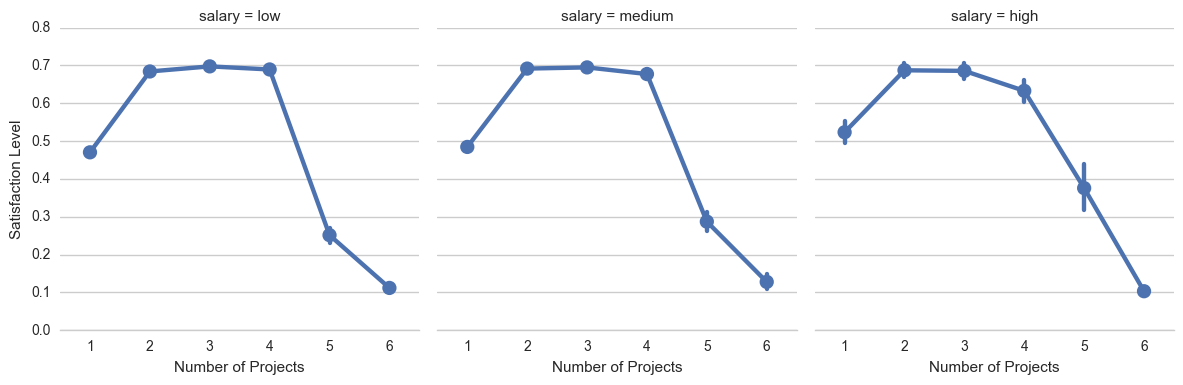 salary = low
salary = medium
salary = high
Satisfaction Level
0.8
0.7
0.6
0.5
0.4
0.3
0.2
0.1
0.0
1 2 3 4 5 6
1 2 3 4 5 6
1 2 3 4 5 6
Number of Projects
Number of Projects
Number of Projects